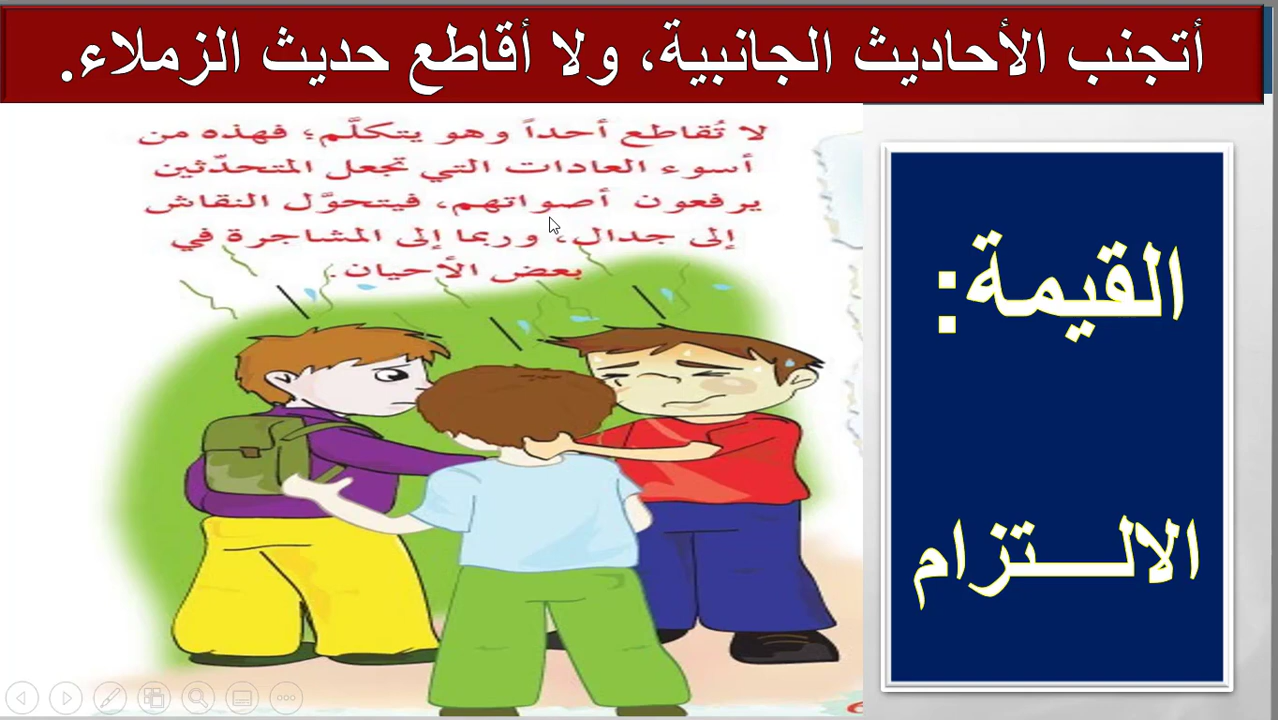 أتجنب الأحاديث الجانبية، ولا أقاطع حديث الزملاء.
لا تُقاطع أحداً وهو يتكلَّم؛ فهذه من
أسوء العادات التي تجعل المتحدّثين
يرفعون أصواتهم، فيتحوَّل النقاش
إلى جدال، وربما إلى المشاجرة في
بعض الأحيان.
القيمة:
الالـــتزام